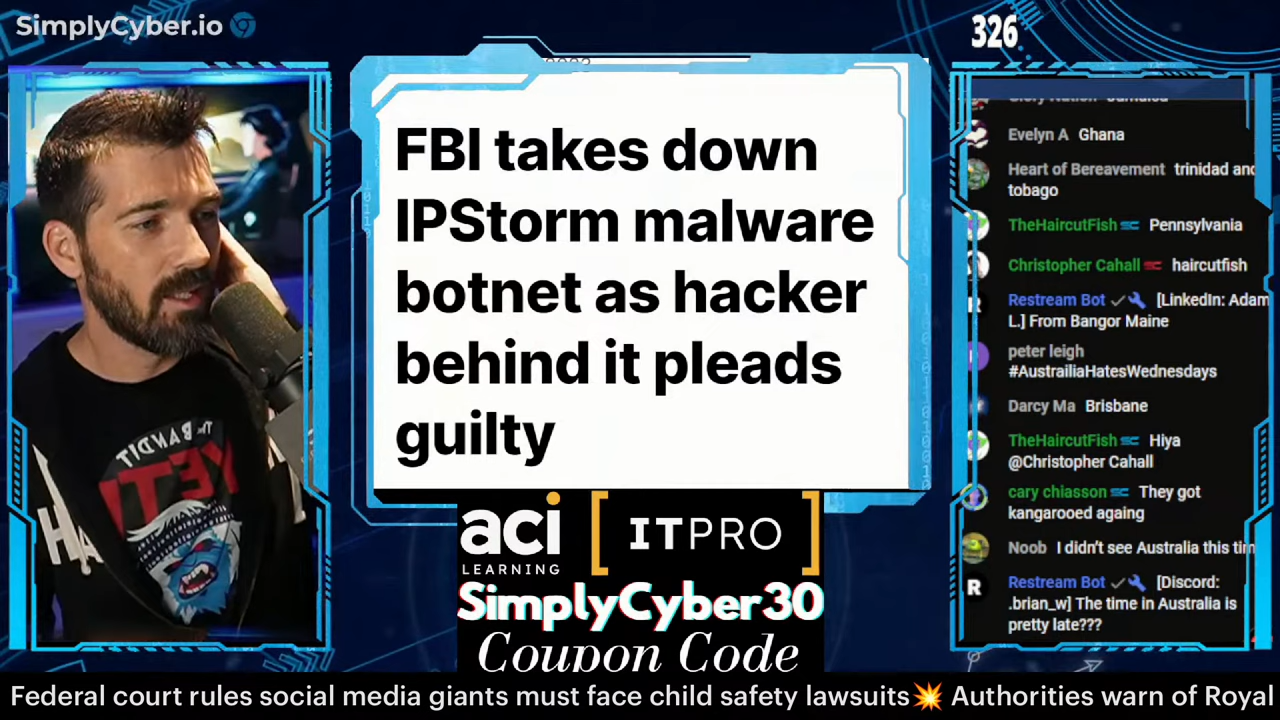 SimplyCyber.io
326
FBI takes down
IPStorm malware
botnet as hacker
behind it pleads
guilty
aci
LEARNING
[ ITPRO ]
SimplyCyber30
Coupon Code
THE BANDIT
YETI
HA
Evelyn A Ghana
Heart of Bereavement trinidad and
tobago
TheHaircutFish Pennsylvania
Christopher Cahall haircutfish
Restream Bot [LinkedIn: Adam
L.] From Bangor Maine
peter leigh
#AustrailiaHatesWednesdays
Darcy Ma Brisbane
TheHaircutFish Hiya
@Christopher Cahall
cary chiasson They got
kangarooed againg
Noob I didn't see Australia this tim
R Restream Bot [Discord:
.brian_w] The time in Australia is
pretty late???
Federal court rules social media giants must face child safety lawsuits💥 Authorities warn of Royal